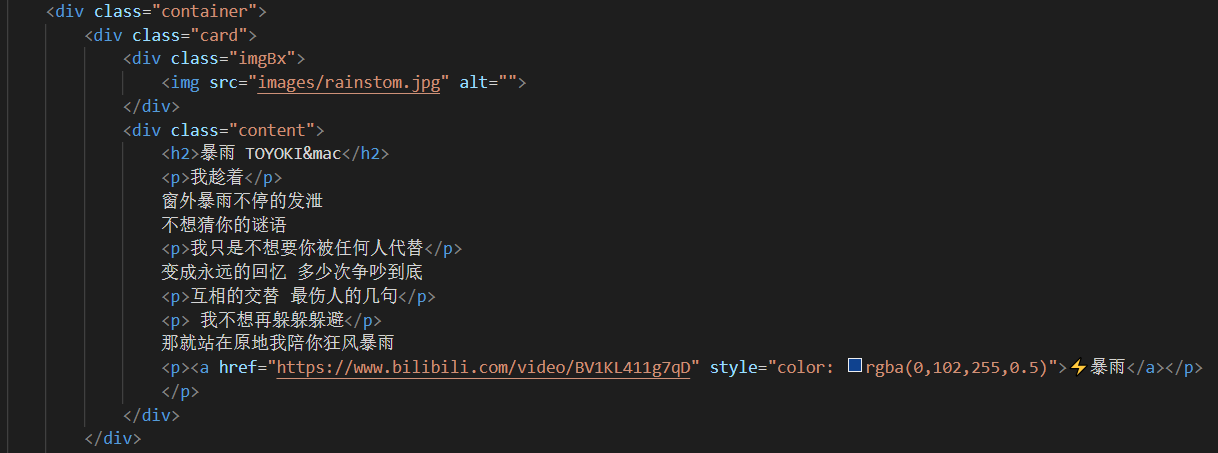 <div class="container">
<div class="card">
<div class="imgBx">
<img src="images/rainstom.jpg" alt="">
</div>
<div class="content">
<h2>暴雨 TOYOKI&mac</h2>
<p>我趁着</p>
窗外暴雨不停的发泄
不想猜你的谜语
<p>我只是不想要你被任何人代替</p>
变成永远的回忆 多少次争吵到底
<p>互相的交替 最伤人的几句</p>
<p> 我不想再躲躲躲避</p>
那就站在原地我陪你狂风暴雨
<p><a href="https://www.bilibili.com/video/BV1KL411g7qD" style="color: rgba(0,102,255,0.5)">⚡暴雨</a></p>
</p>
</div>
</div>